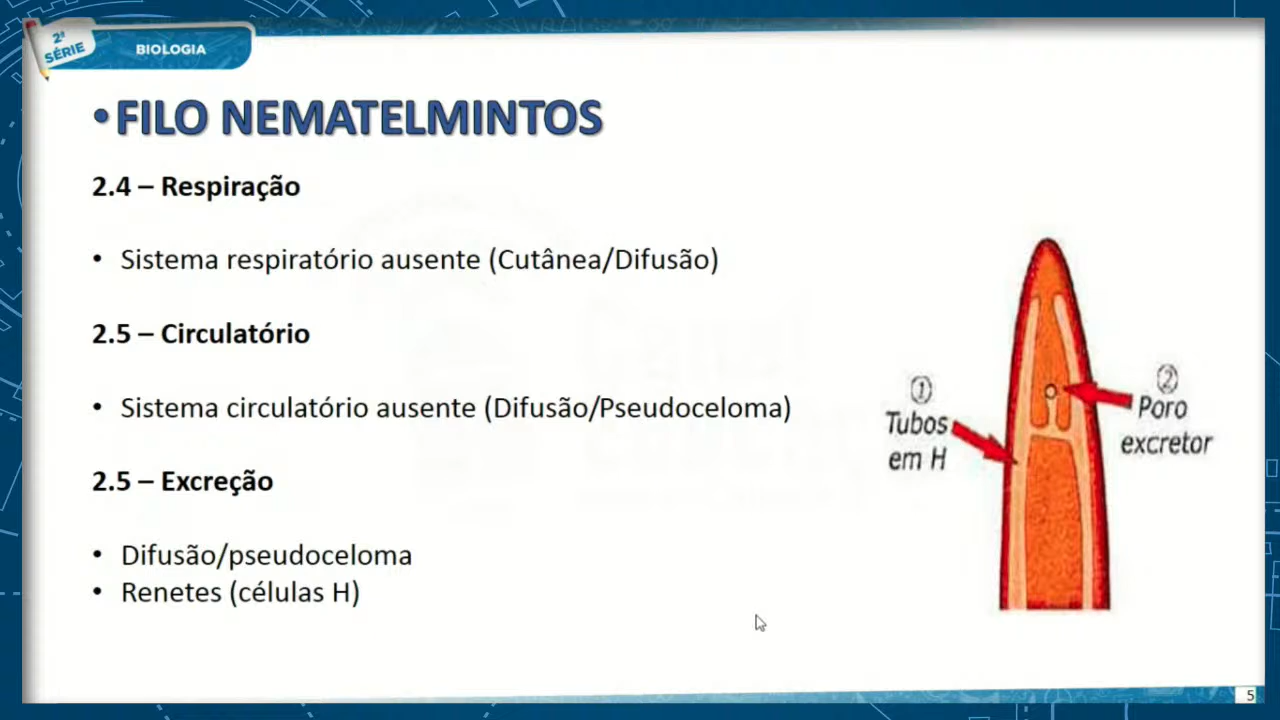 2ª
SÉRIE
BIOLOGIA
•FILO NEMATELMINTOS
2.4 – Respiração
• Sistema respiratório ausente (Cutânea/Difusão)
2.5 – Circulatório
• Sistema circulatório ausente (Difusão/Pseudoceloma)
2.5 – Excreção
• Difusão/pseudoceloma
• Renetes (células H)
①
Tubos
em H
②
Poro
excretor
5